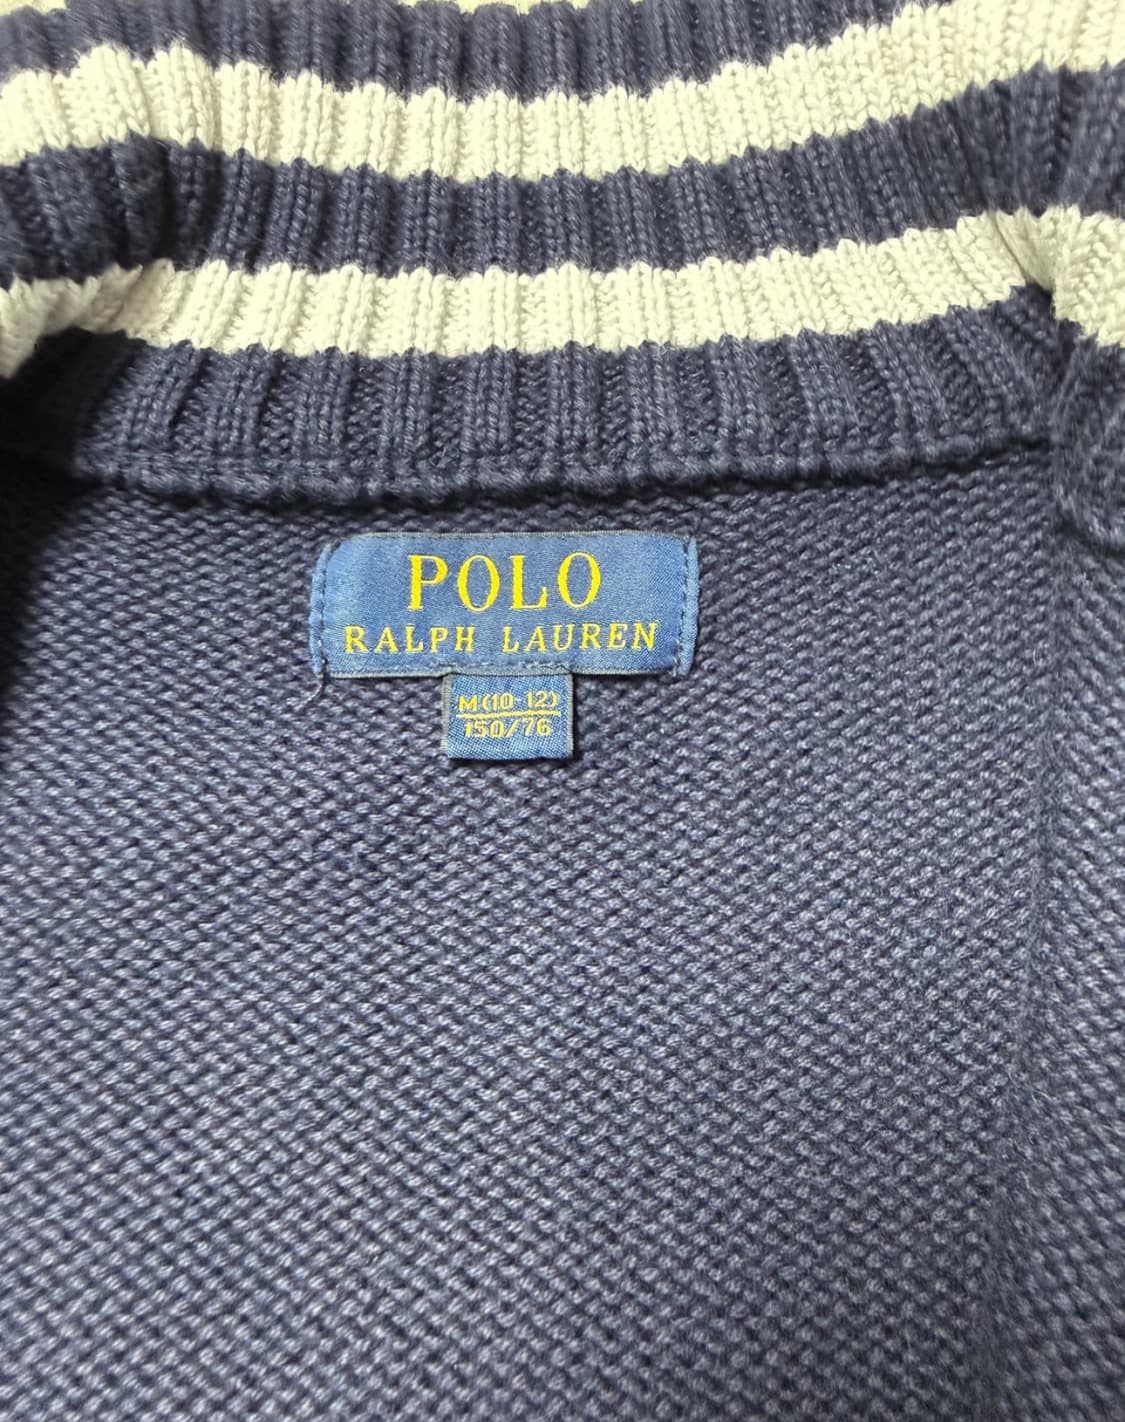 POLO
RALPH LAUREN
M(10-12)
150/76